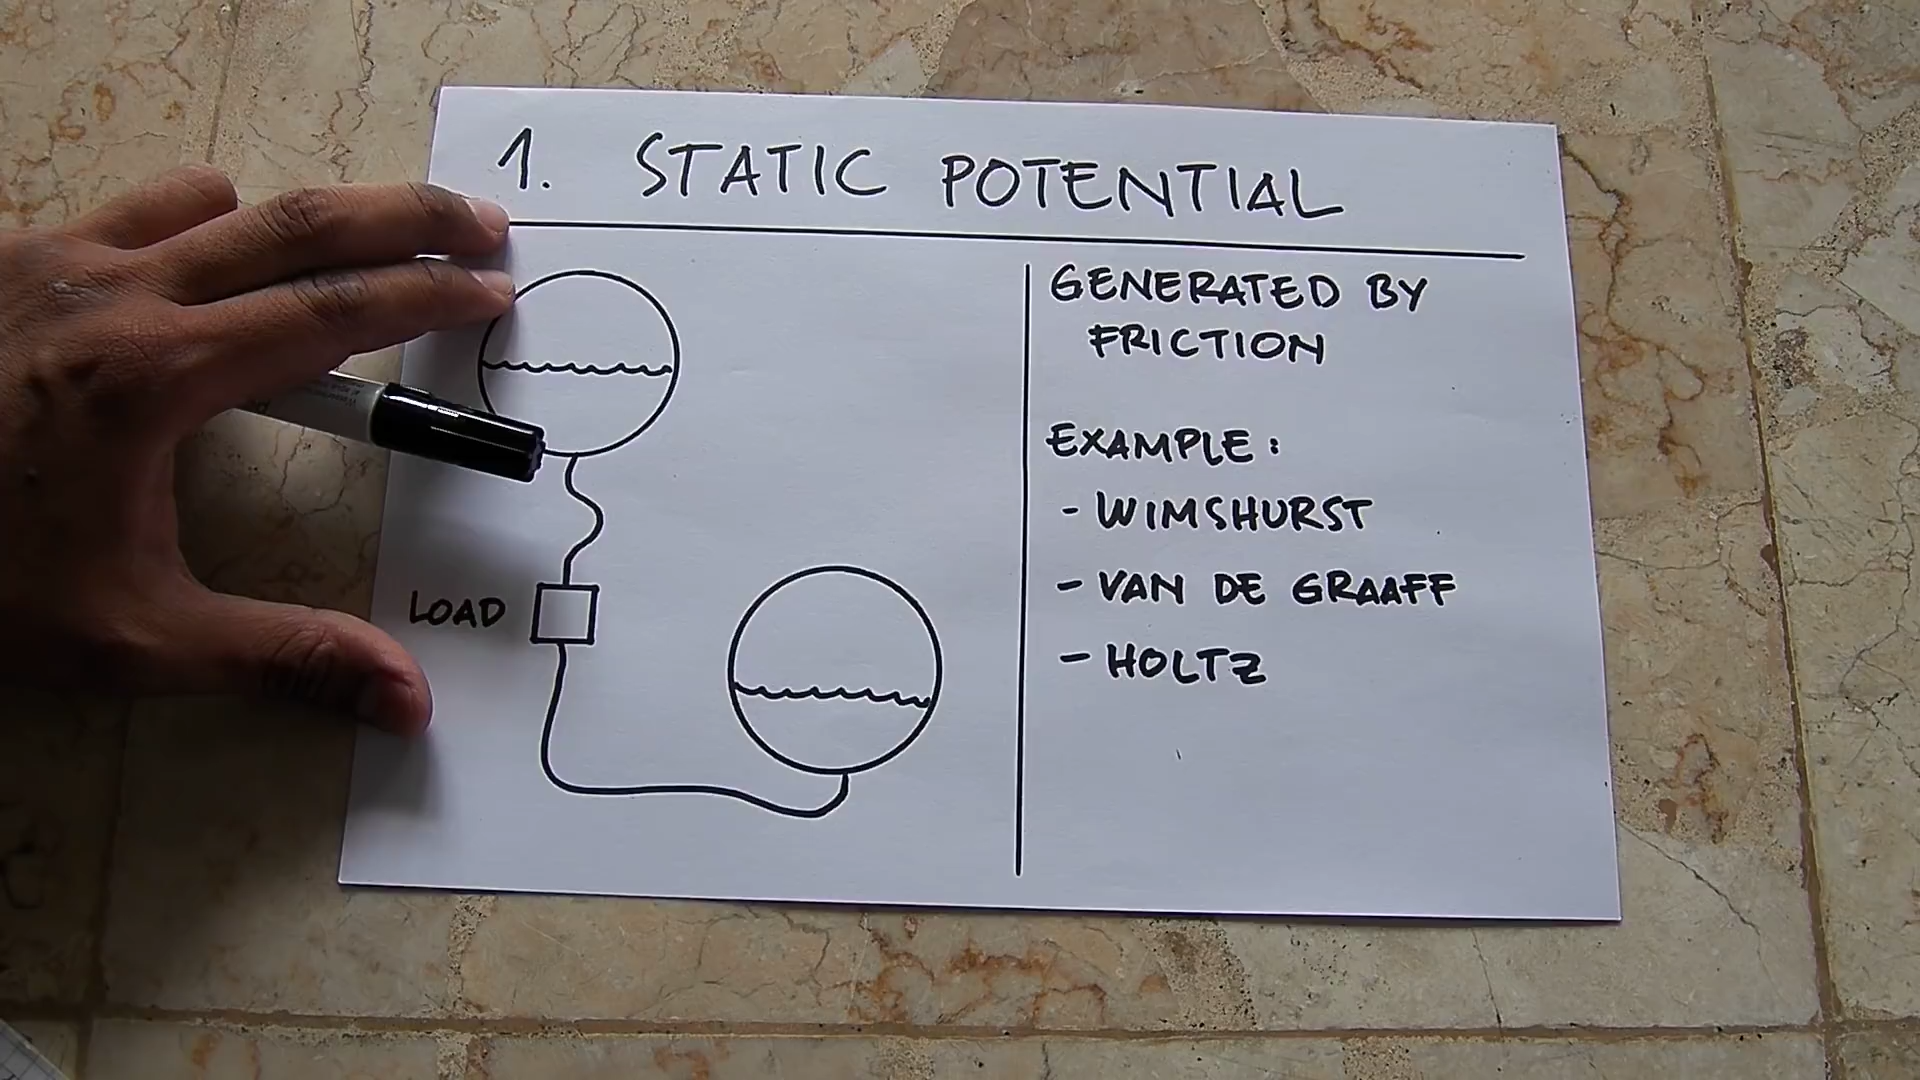 1. STATIC POTENTIAL
GENERATED BY
FRICTION
EXAMPLE:
- WIMSHURST
- VAN DE GRAAFF
- HOLTZ
LOAD